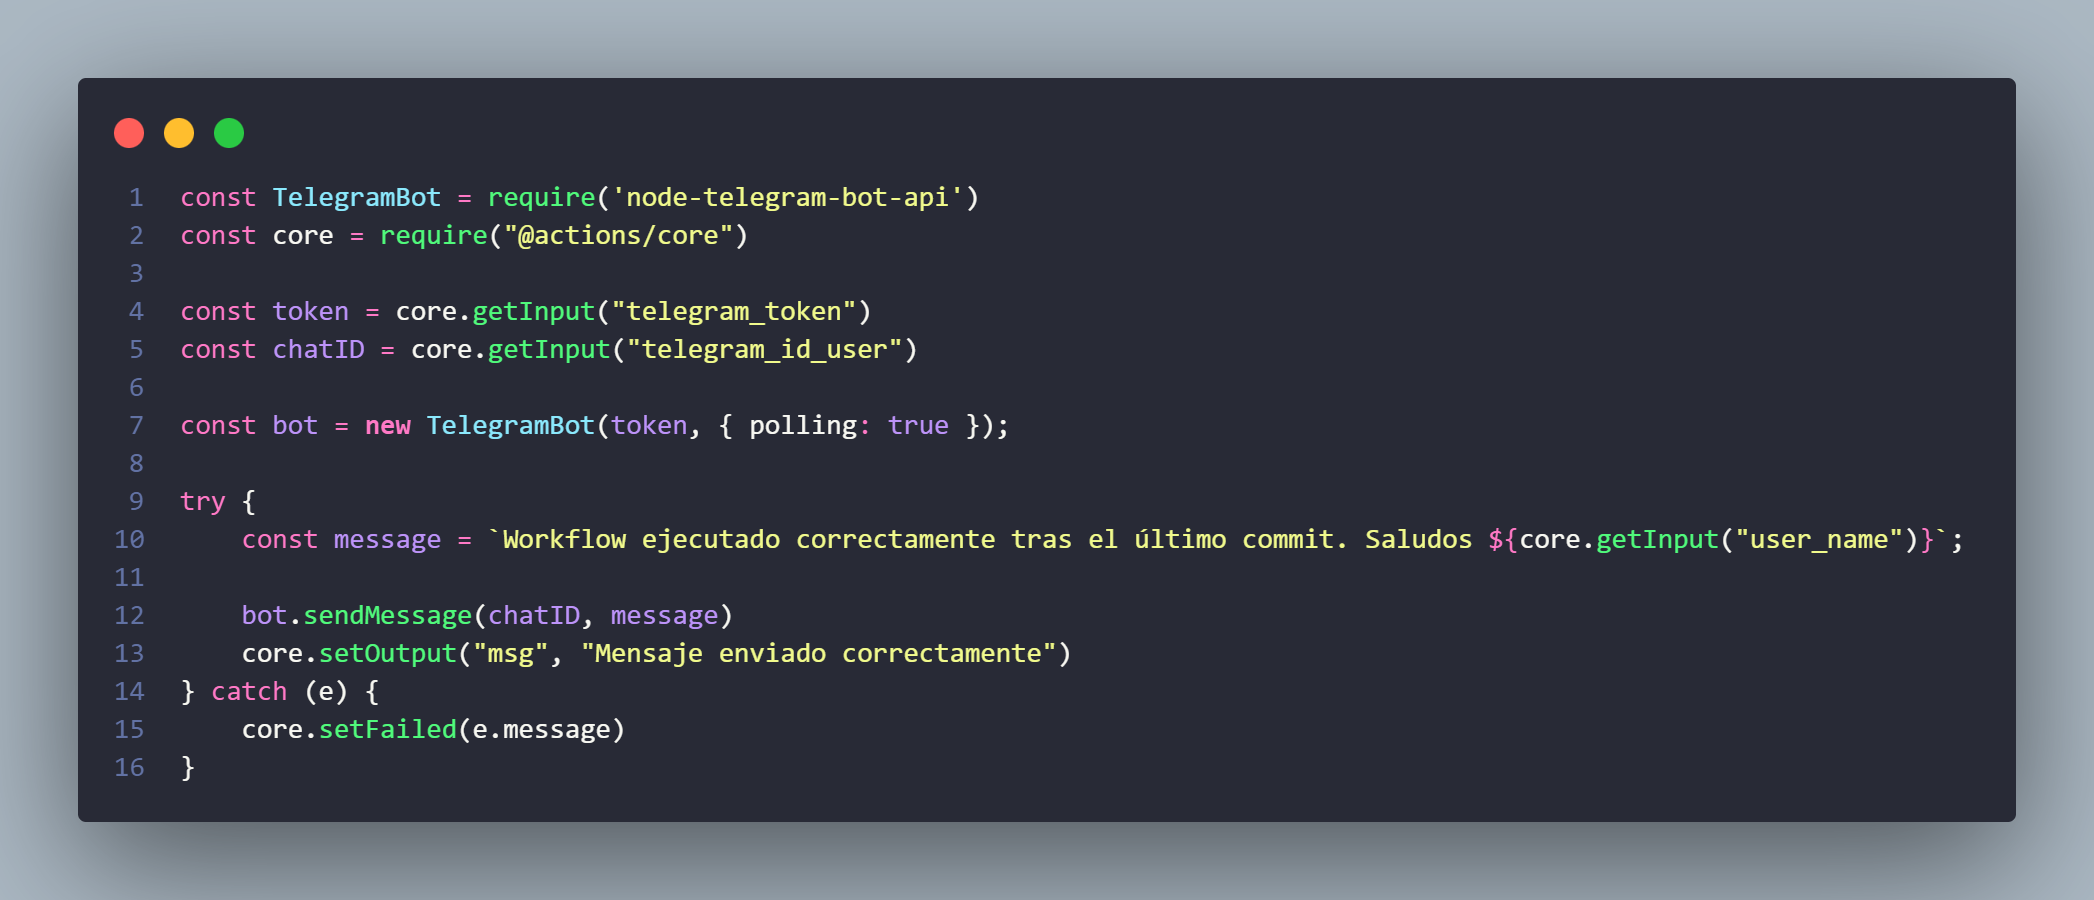 1 const TelegramBot = require('node-telegram-bot-api')
2 const core = require("@actions/core")
3
4 const token = core.getInput("telegram_token")
5 const chatID = core.getInput("telegram_id_user")
6
7 const bot = new TelegramBot(token, { polling: true });
8
9 try {
10     const message = `Workflow ejecutado correctamente tras el último commit. Saludos ${core.getInput("user_name")}`;
11
12     bot.sendMessage(chatID, message)
13     core.setOutput("msg", "Mensaje enviado correctamente")
14 } catch (e) {
15     core.setFailed(e.message)
16 }